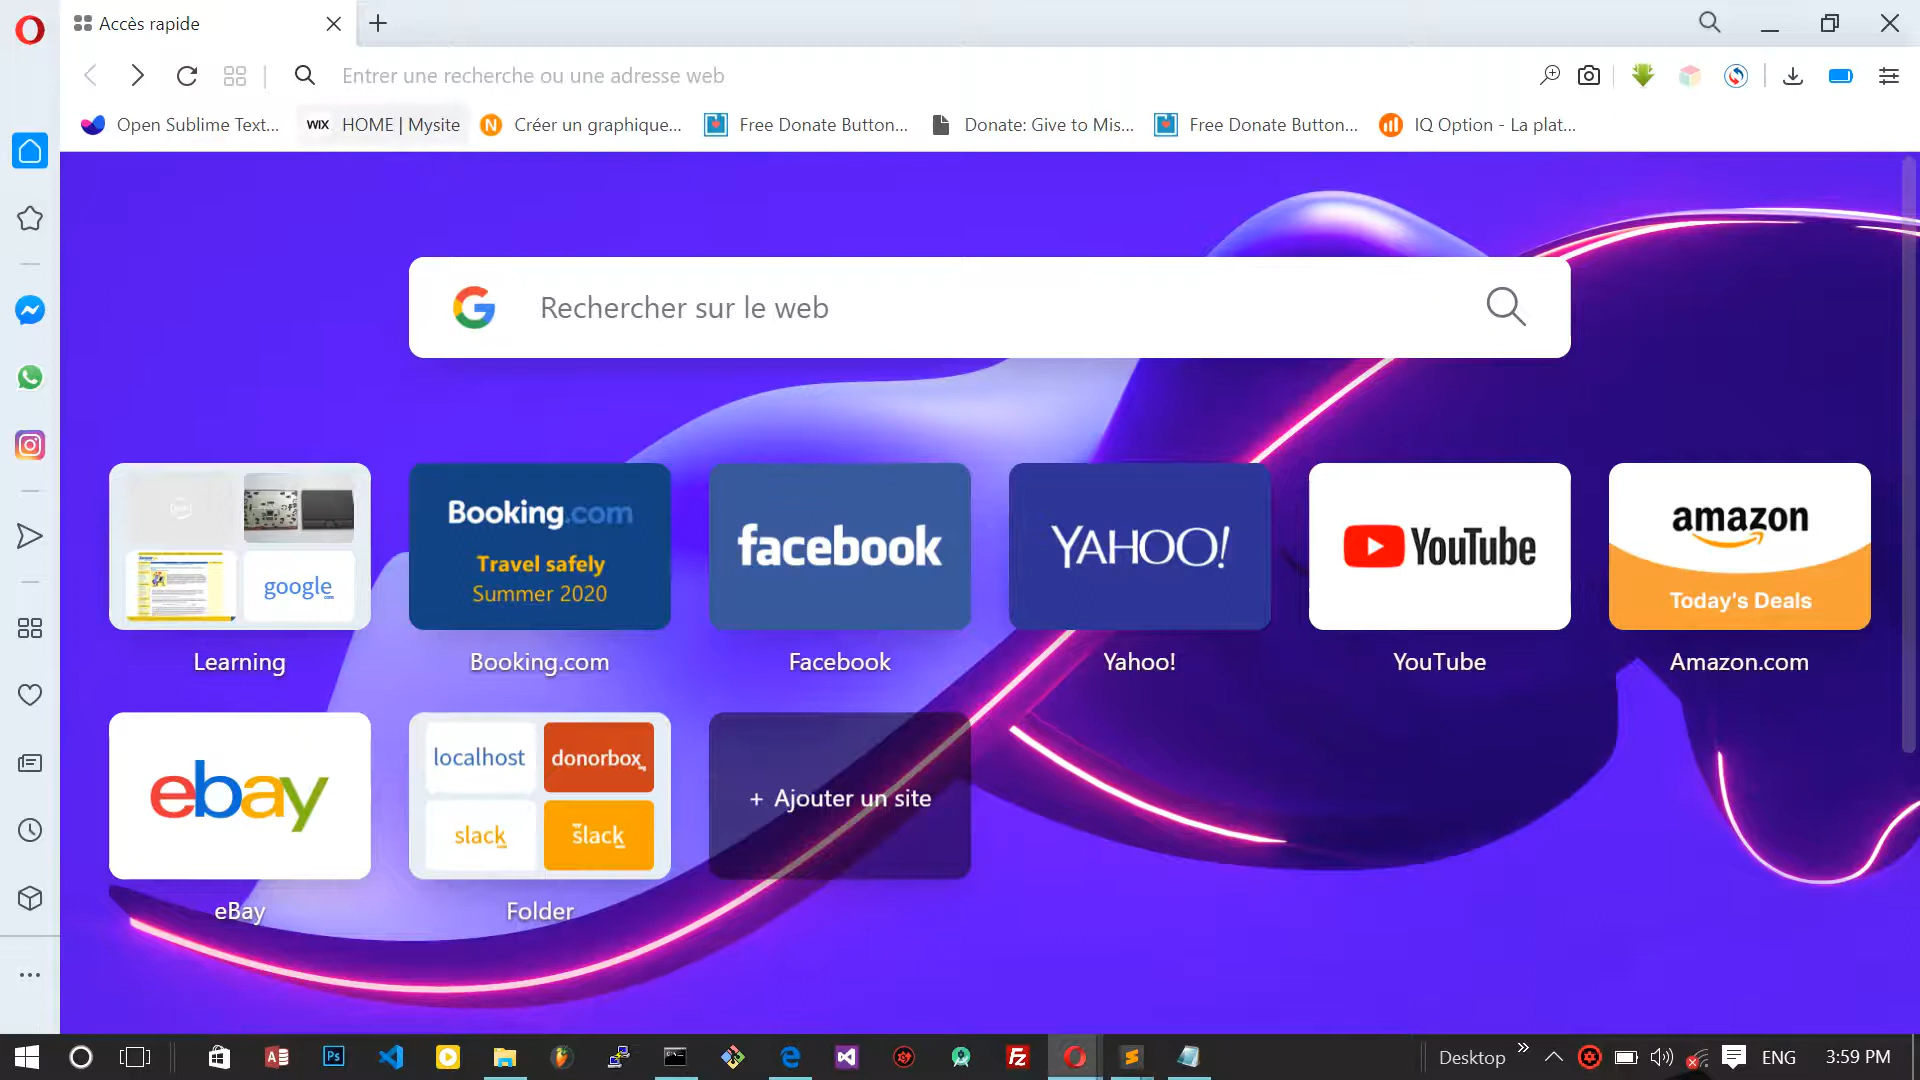 Accès rapide
Entrer une recherche ou une adresse web
Open Sublime Text...
WIX HOME | Mysite
N Créer un graphique...
Free Donate Button...
Donate: Give to Mis...
Free Donate Button...
IQ Option - La plat...
Rechercher sur le web
google
Learning
Booking.com
Travel safely
Summer 2020
Booking.com
facebook
Facebook
YAHOO!
Yahoo!
YouTube
YouTube
amazon
Today's Deals
Amazon.com
ebay
eBay
localhost
donorbox
slack
slack
Folder
+ Ajouter un site
Ps
Fz
Desktop
ENG
3:59 PM